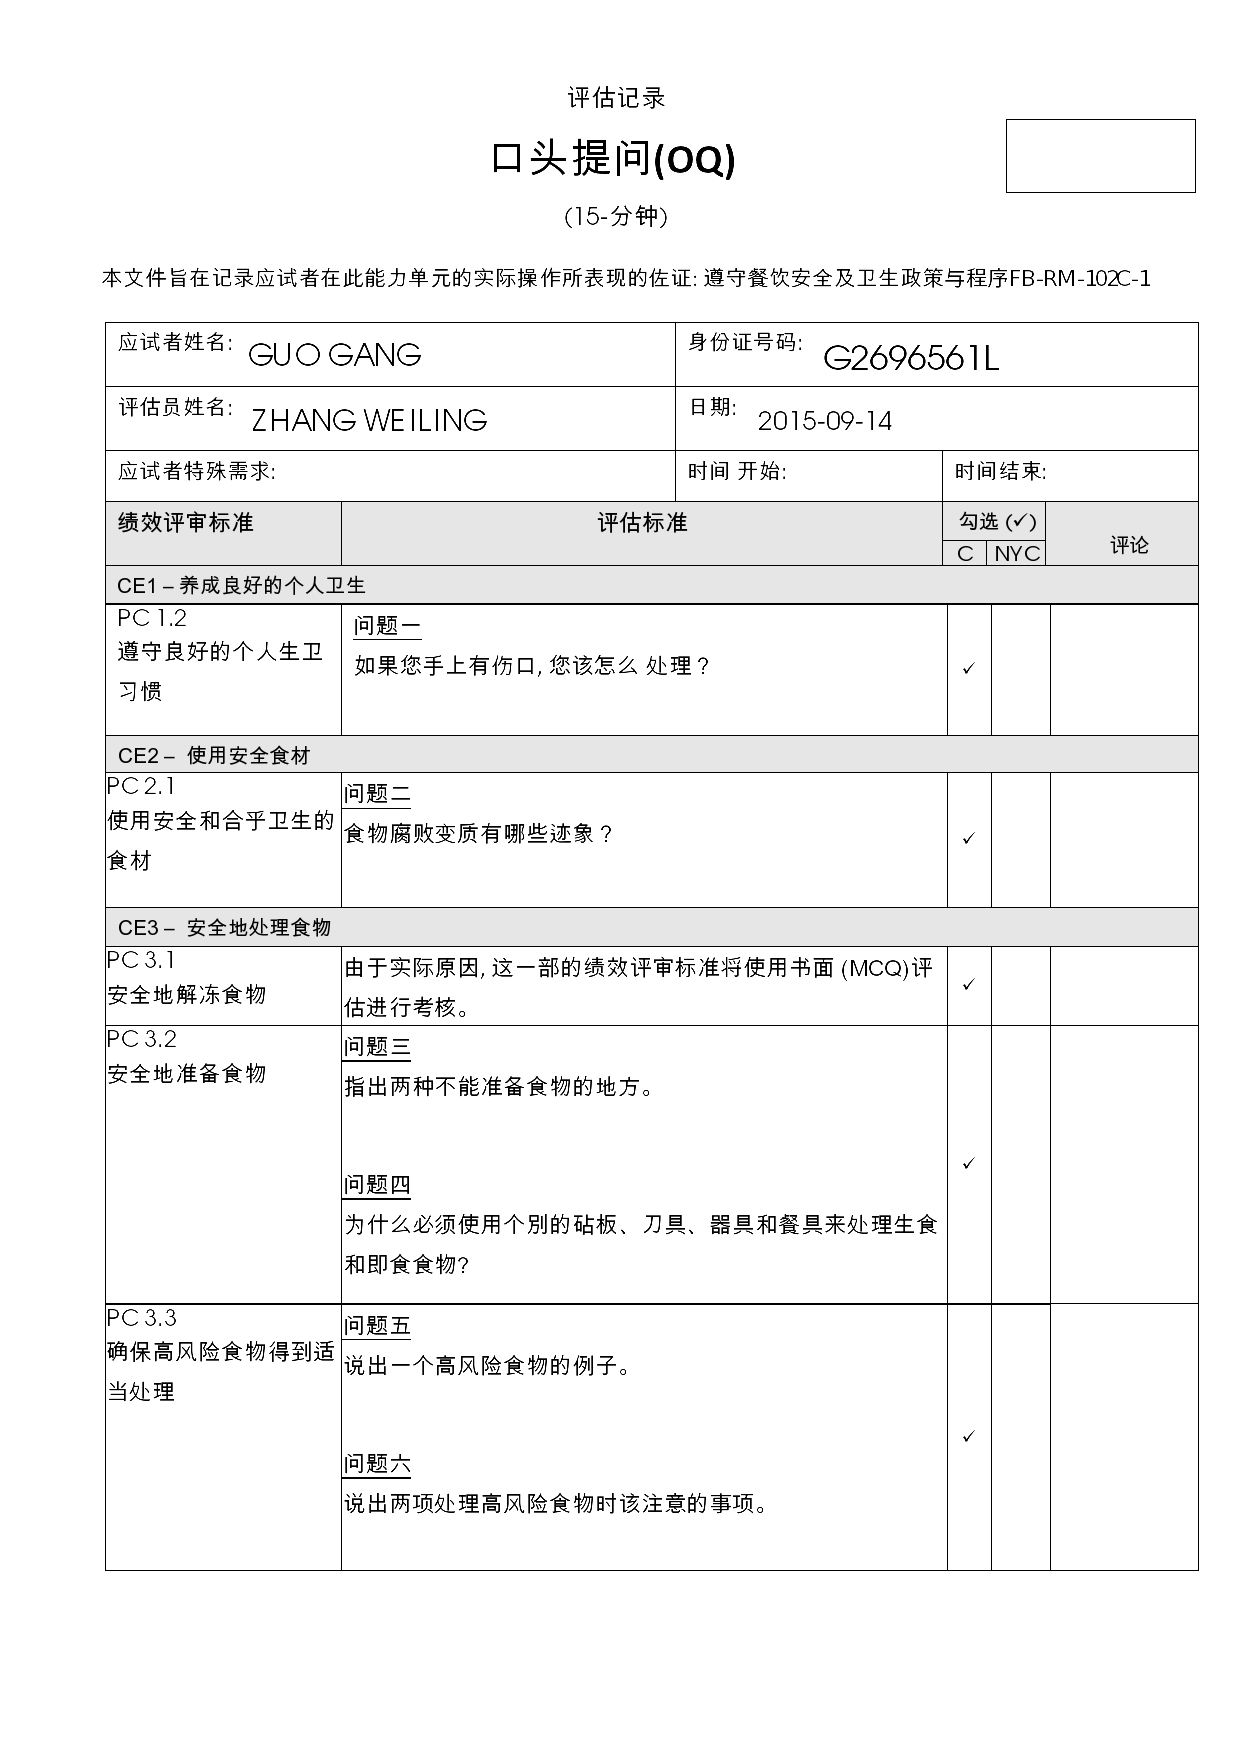 评估记录
口头提问(OQ)
(15-分钟)
本文件旨在记录应试者在此能力单元的实际操作所表现的佐证: 遵守餐饮安全及卫生政策与程序FB-RM-102C-1
应试者姓名: GUO GANG 身份证号码: G2696561L
评估员姓名: ZHANG WEILING 日期: 2015-09-14
应试者特殊需求: 时间 开始: 时间结束:
绩效评审标准 评估标准 勾选 (✓) 评论
C NYC
CE1 – 养成良好的个人卫生
PC 1.2
遵守良好的个人生卫
习惯
问题一
如果您手上有伤口, 您该怎么 处理？
✓
CE2 – 使用安全食材
PC 2.1
使用安全和合乎卫生的
食材
问题二
食物腐败变质有哪些迹象？
✓
CE3 – 安全地处理食物
PC 3.1
安全地解冻食物
由于实际原因, 这一部的绩效评审标准将使用书面 (MCQ)评
估进行考核。
✓
PC 3.2
安全地准备食物
问题三
指出两种不能准备食物的地方。
问题四
为什么必须使用个别的砧板、刀具、器具和餐具来处理生食
和即食食物?
✓
PC 3.3
确保高风险食物得到适
当处理
问题五
说出一个高风险食物的例子。
问题六
说出两项处理高风险食物时该注意的事项。
✓